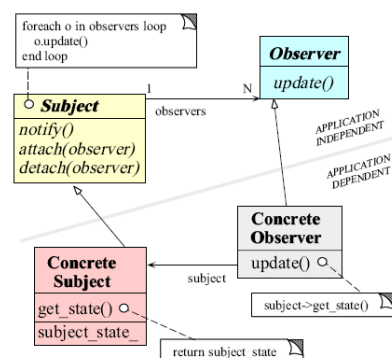 foreach o in observers loop
o.update()
end loop
Observer
update()
1
N
observers
Subject
notify()
attach(observer)
detach(observer)
APPLICATION
INDEPENDENT
APPLICATION
DEPENDENT
Concrete
Observer
update()
Concrete
Subject
get_state()
subject_state_
subject
subject->get_state()
return subject_state